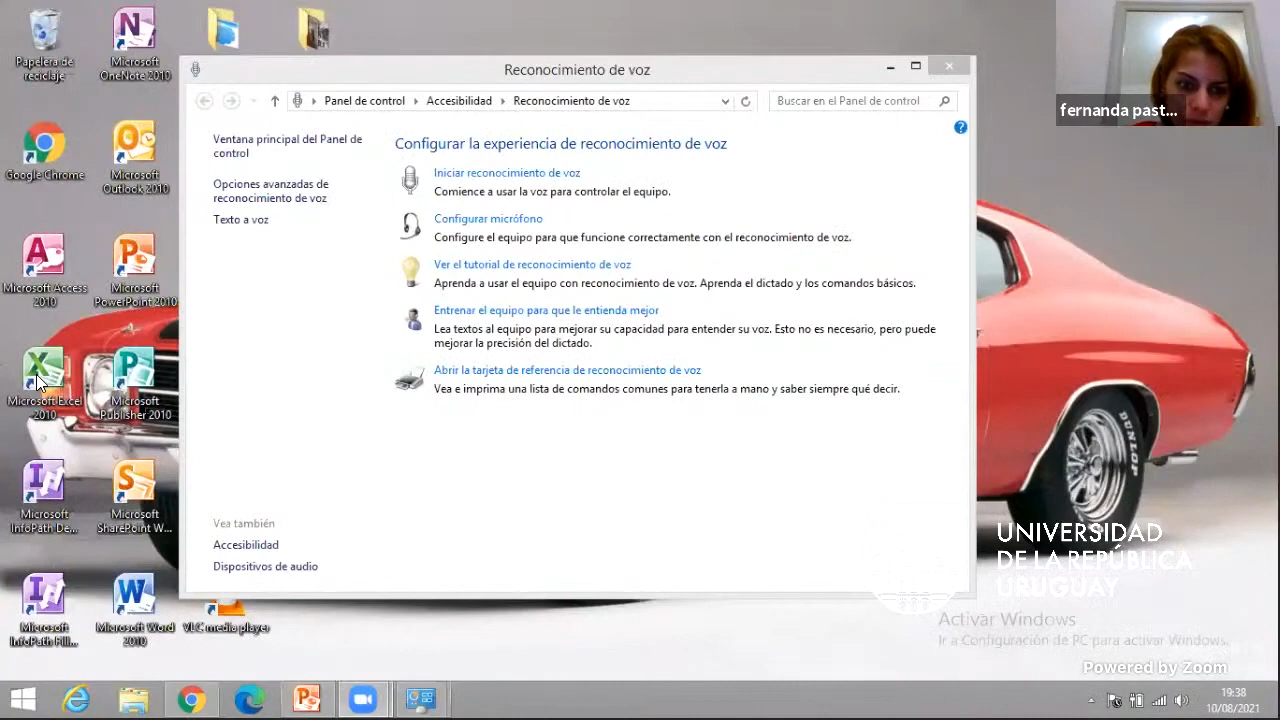 Papelera de
reciclaje
Microsoft
OneNote 2010
Google Chrome
Microsoft
Outlook 2010
Microsoft Access
2010
Microsoft
PowerPoint 2010
Microsoft Excel
2010
Microsoft
Publisher 2010
Microsoft
InfoPath De...
Microsoft
SharePoint W...
Microsoft
InfoPath Fill...
Microsoft Word
2010
VLC media player
Reconocimiento de voz
Panel de control
Accesibilidad
Reconocimiento de voz
Buscar en el Panel de control
Ventana principal del Panel de
control
Opciones avanzadas de
reconocimiento de voz
Texto a voz
Configurar la experiencia de reconocimiento de voz
Iniciar reconocimiento de voz
Comience a usar la voz para controlar el equipo.
Configurar micrófono
Configure el equipo para que funcione correctamente con el reconocimiento de voz.
Ver el tutorial de reconocimiento de voz
Aprenda a usar el equipo con reconocimiento de voz. Aprenda el dictado y los comandos básicos.
Entrenar el equipo para que le entienda mejor
Lea textos al equipo para mejorar su capacidad para entender su voz. Esto no es necesario, pero puede
mejorar la precisión del dictado.
Abrir la tarjeta de referencia de reconocimiento de voz
Vea e imprima una lista de comandos comunes para tenerla a mano y saber siempre qué decir.
Vea también
Accesibilidad
Dispositivos de audio
fernanda past...
DUNLOP
UNIVERSIDAD
DE LA REPÚBLICA
URUGUAY
Activar Windows
Ir a Configuración de PC para activar Windows.
Powered by Zoom
19:38
10/08/2021